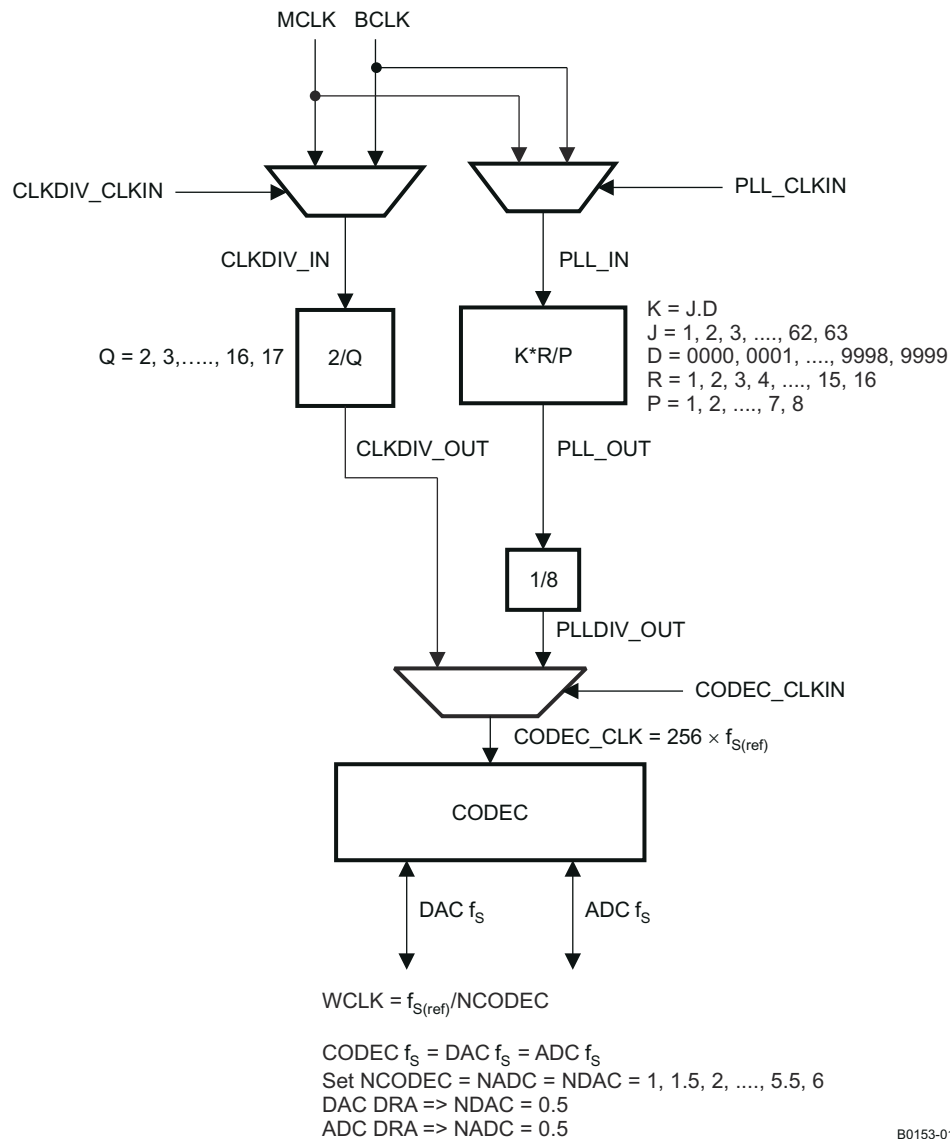 MCLK BCLK
CLKDIV_CLKIN
PLL_CLKIN
CLKDIV_IN
PLL_IN
Q = 2, 3,....., 16, 17
2/Q
K*R/P
K = J.D
J = 1, 2, 3, ...., 62, 63
D = 0000, 0001, ...., 9998, 9999
R = 1, 2, 3, 4, ...., 15, 16
P = 1, 2, ...., 7, 8
CLKDIV_OUT
PLL_OUT
1/8
PLLDIV_OUT
CODEC_CLKIN
CODEC_CLK = 256 × fS(ref)
CODEC
DAC fS
ADC fS
WCLK = fS(ref)/NCODEC
CODEC fS = DAC fS = ADC fS
Set NCODEC = NADC = NDAC = 1, 1.5, 2, ...., 5.5, 6
DAC DRA => NDAC = 0.5
ADC DRA => NADC = 0.5